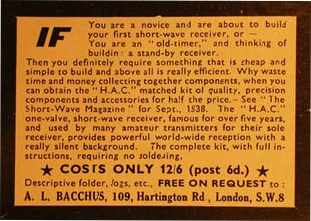 IF You are a novice and are about to build
your first short-wave receiver, or —
You are an "old-timer," and thinking of
buildin a stand-by receiver.
Then you definitely require something that is cheap and
simple to build and above all is really efficient. Why waste
time and money collecting together components, when you
can obtain the "H.A.C." matched kit of quality, precision
components and accessories for half the price. – See "The
Short-Wave Magazine" for Sept., 1538. The "H.A.C."
one-valve, short-wave receiver, famous for over five years,
and used by many amateur transmitters for their sole
receiver, provides powerful world-wide reception with a
really silent background. The complete kit, with full in-
structions, requiring no soldering,
★ COSTS ONLY 12/6 (post 6d.) ★
Descriptive folder, logs, etc., FREE ON REQUEST to:
A. L. BACCHUS, 109, Hartington Rd., London, S.W.8